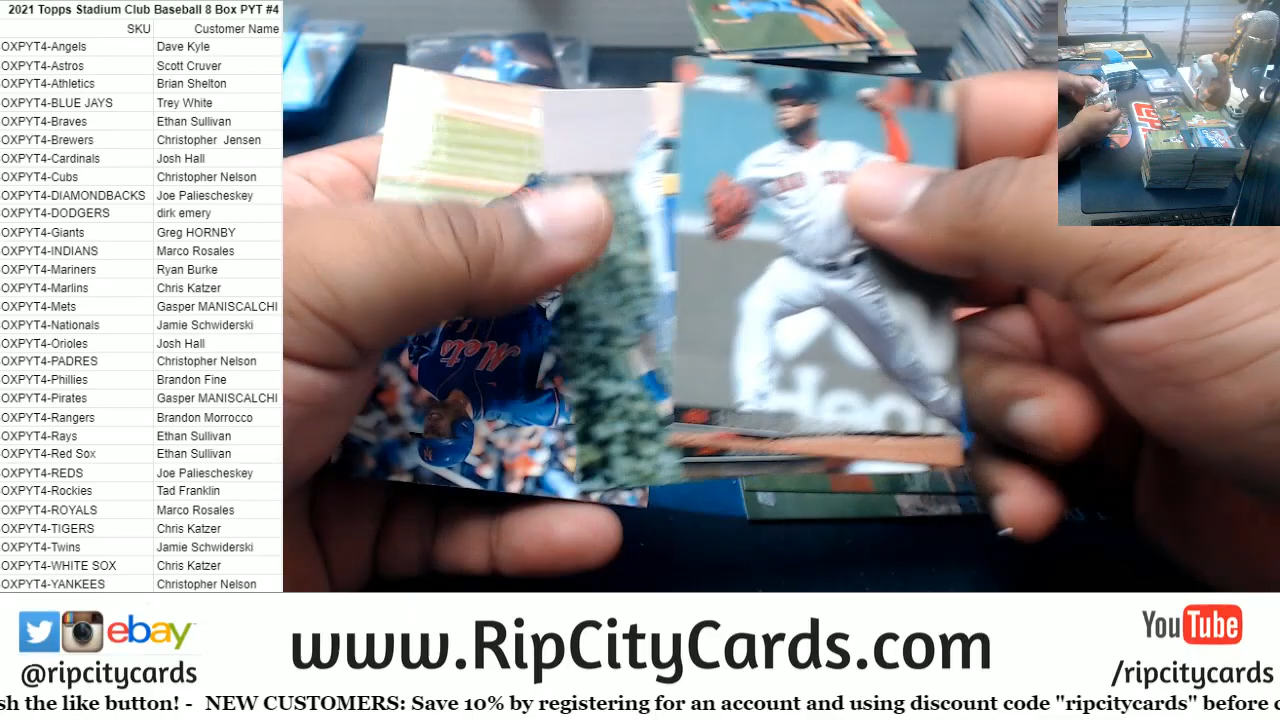 2021 Topps Stadium Club Baseball 8 Box PYT #4
SKU Customer Name
OXPYT4-Angels Dave Kyle
OXPYT4-Astros Scott Cruver
OXPYT4-Athletics Brian Shelton
OXPYT4-BLUE JAYS Trey White
OXPYT4-Braves Ethan Sullivan
OXPYT4-Brewers Christopher Jensen
OXPYT4-Cardinals Josh Hall
OXPYT4-Cubs Christopher Nelson
OXPYT4-DIAMONDBACKS Joe Paliescheskey
OXPYT4-DODGERS dirk emery
OXPYT4-Giants Greg HORNBY
OXPYT4-INDIANS Marco Rosales
OXPYT4-Mariners Ryan Burke
OXPYT4-Marlins Chris Katzer
OXPYT4-Mets Gasper MANISCALCHI
OXPYT4-Nationals Jamie Schwiderski
OXPYT4-Orioles Josh Hall
OXPYT4-PADRES Christopher Nelson
OXPYT4-Phillies Brandon Fine
OXPYT4-Pirates Gasper MANISCALCHI
OXPYT4-Rangers Brandon Morrocco
OXPYT4-Rays Ethan Sullivan
OXPYT4-Red Sox Ethan Sullivan
OXPYT4-REDS Joe Paliescheskey
OXPYT4-Rockies Tad Franklin
OXPYT4-ROYALS Marco Rosales
OXPYT4-TIGERS Chris Katzer
OXPYT4-Twins Jamie Schwiderski
OXPYT4-WHITE SOX Chris Katzer
OXPYT4-YANKEES Christopher Nelson
Mets
ebay
@ripcitycards
www.RipCityCards.com
YouTube
/ripcitycards
sh the like button! - NEW CUSTOMERS: Save 10% by registering for an account and using discount code "ripcitycards" before c